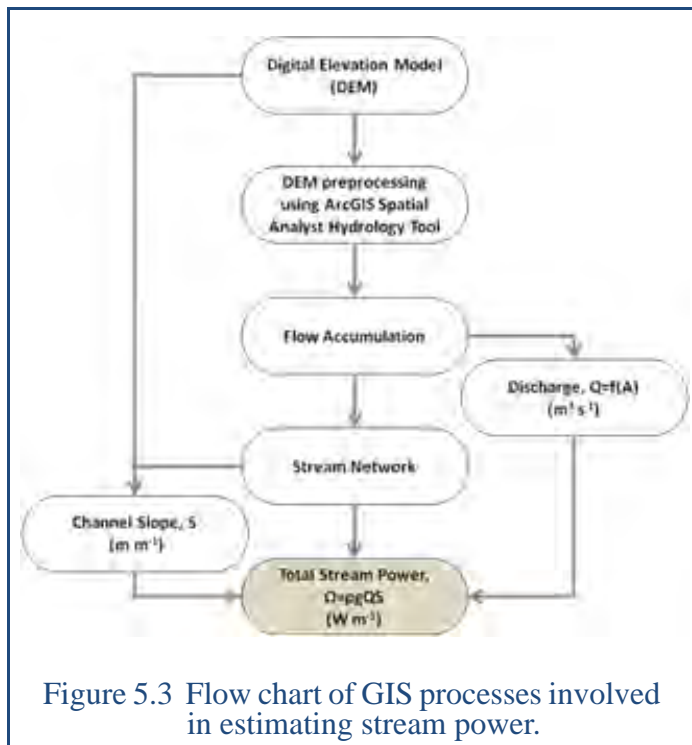 Digital Elevation Model
(DEM)
DEM preprocessing
using ArcGIS Spatial
Analyst Hydrology Tool
Flow Accumulation
Discharge, Q=f(A)
(m³ s⁻¹)
Stream Network
Channel Slope, S
(m m⁻¹)
Total Stream Power,
Ω=ρgQS
(W m⁻¹)
Figure 5.3 Flow chart of GIS processes involved
in estimating stream power.